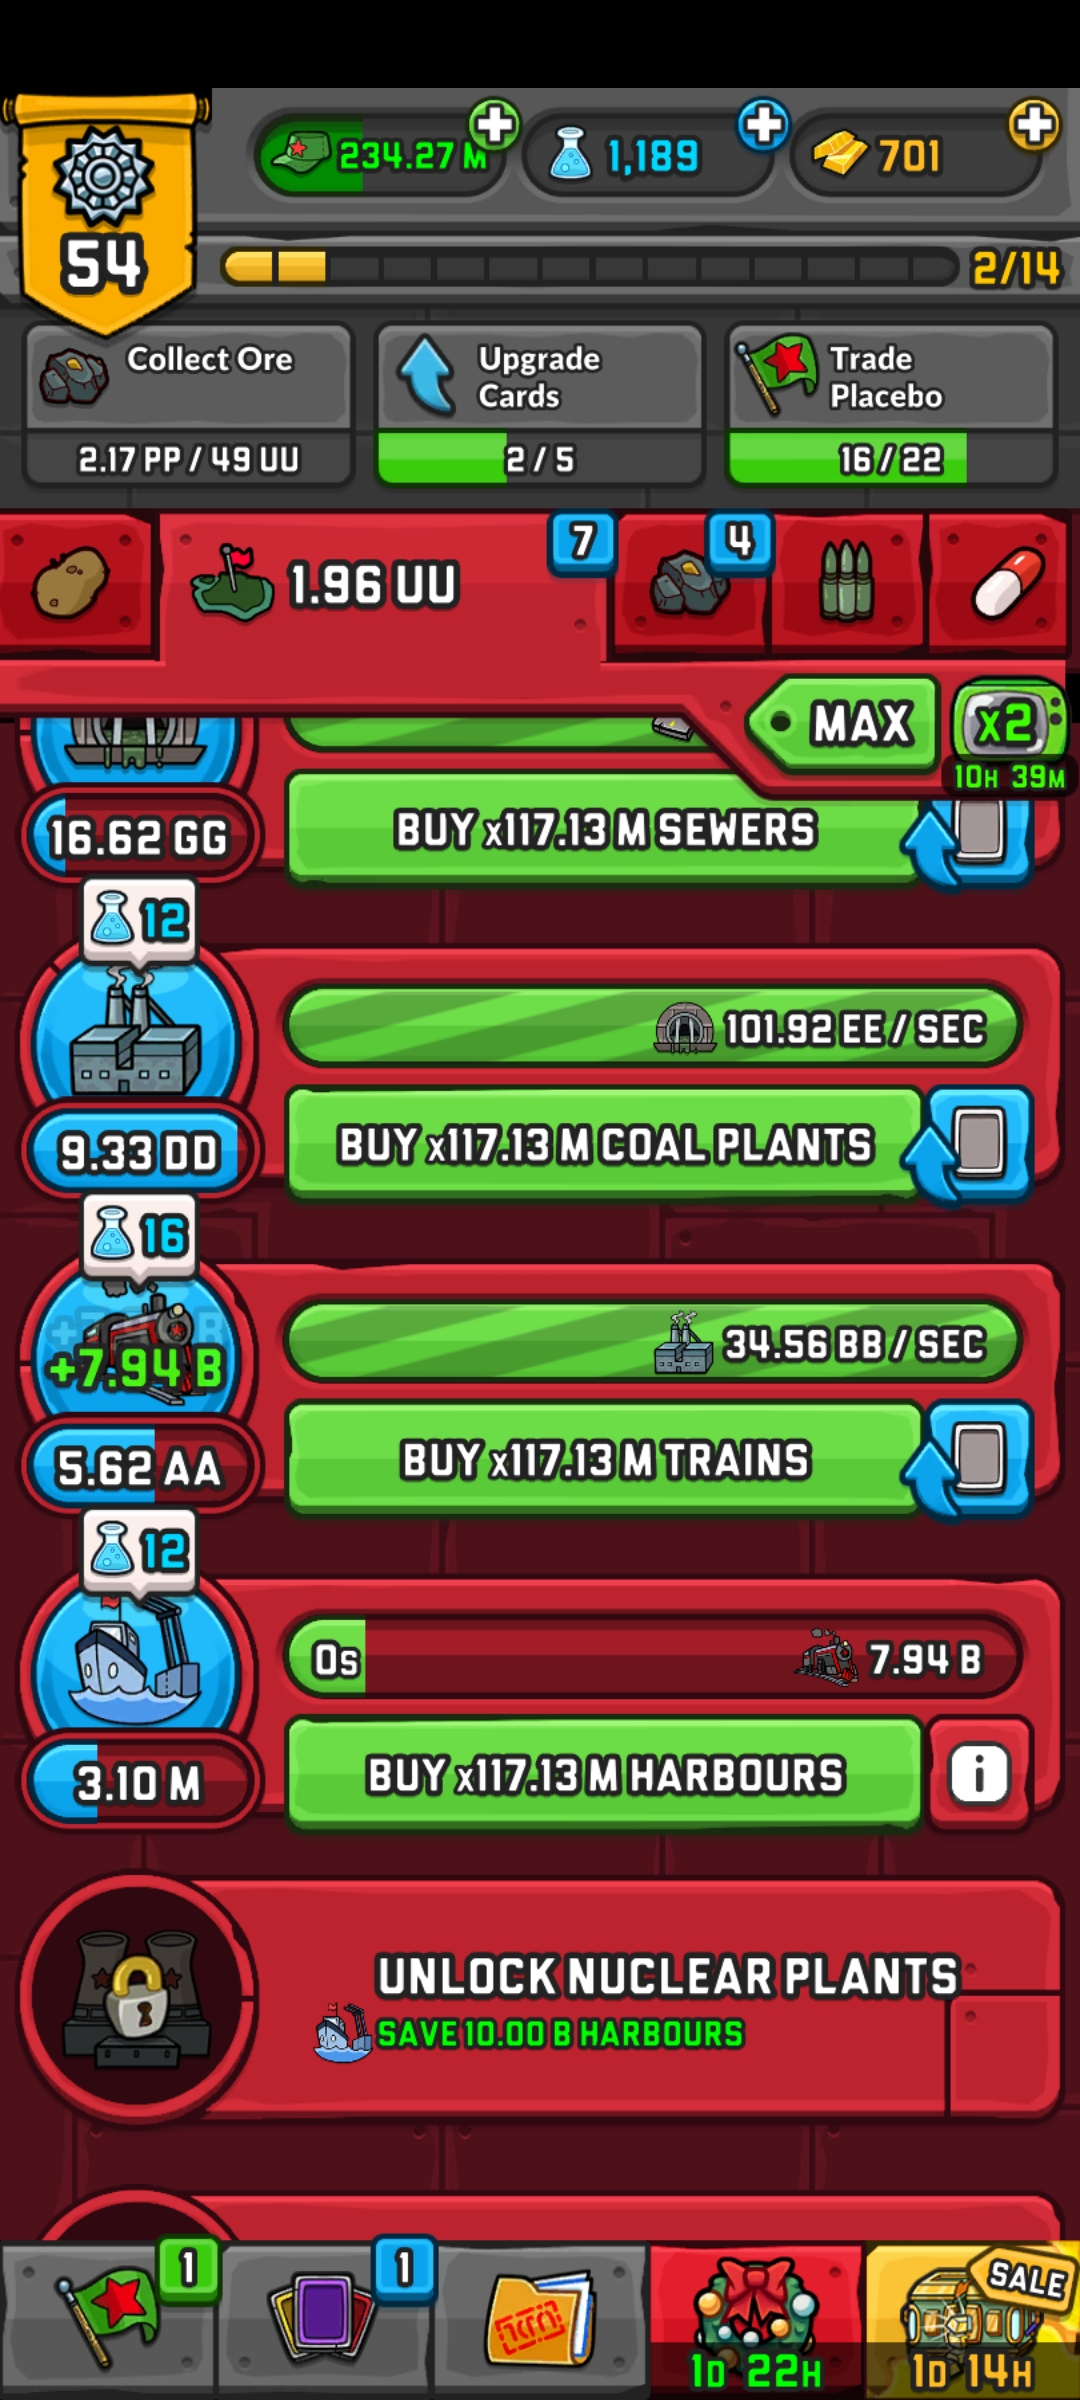 234.27 M
1,189
701
54
2/14
Collect Ore
Upgrade
Cards
Trade
Placebo
2.17 PP / 49 UU
2 / 5
16 / 22
7
4
1.96 UU
MAX
x2
10H 39M
16.62 GG
BUY x117.13 M SEWERS
12
101.92 EE / SEC
9.33 DD
BUY x117.13 M COAL PLANTS
16
+7.94 B
34.56 BB / SEC
5.62 AA
BUY x117.13 M TRAINS
12
0s
7.94 B
3.10 M
BUY x117.13 M HARBOURS
i
UNLOCK NUCLEAR PLANTS
SAVE 10.00 B HARBOURS
1
1
SALE
1D 22H
1D 14H